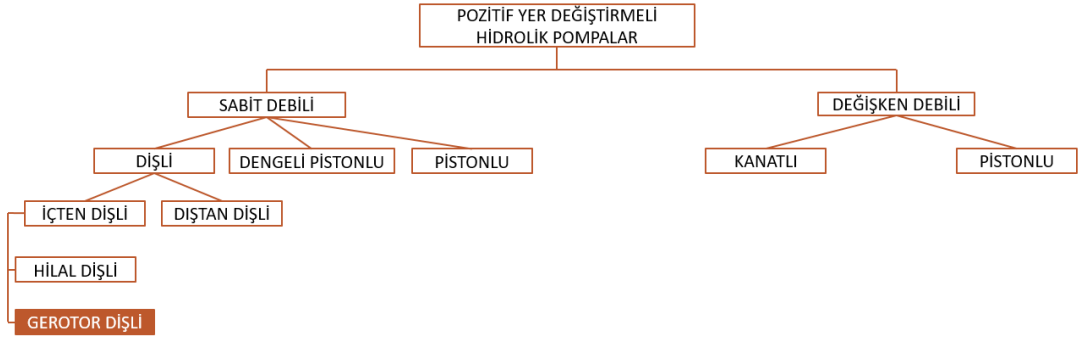 POZİTİF YER DEĞİŞTİRMELİ
HİDROLİK POMPALAR
SABİT DEBİLİ
DEĞİŞKEN DEBİLİ
DİŞLİ
DENGELİ PİSTONLU
PİSTONLU
KANATLI
PİSTONLU
İÇTEN DİŞLİ
DIŞTAN DİŞLİ
HİLAL DİŞLİ
GEROTOR DİŞLİ